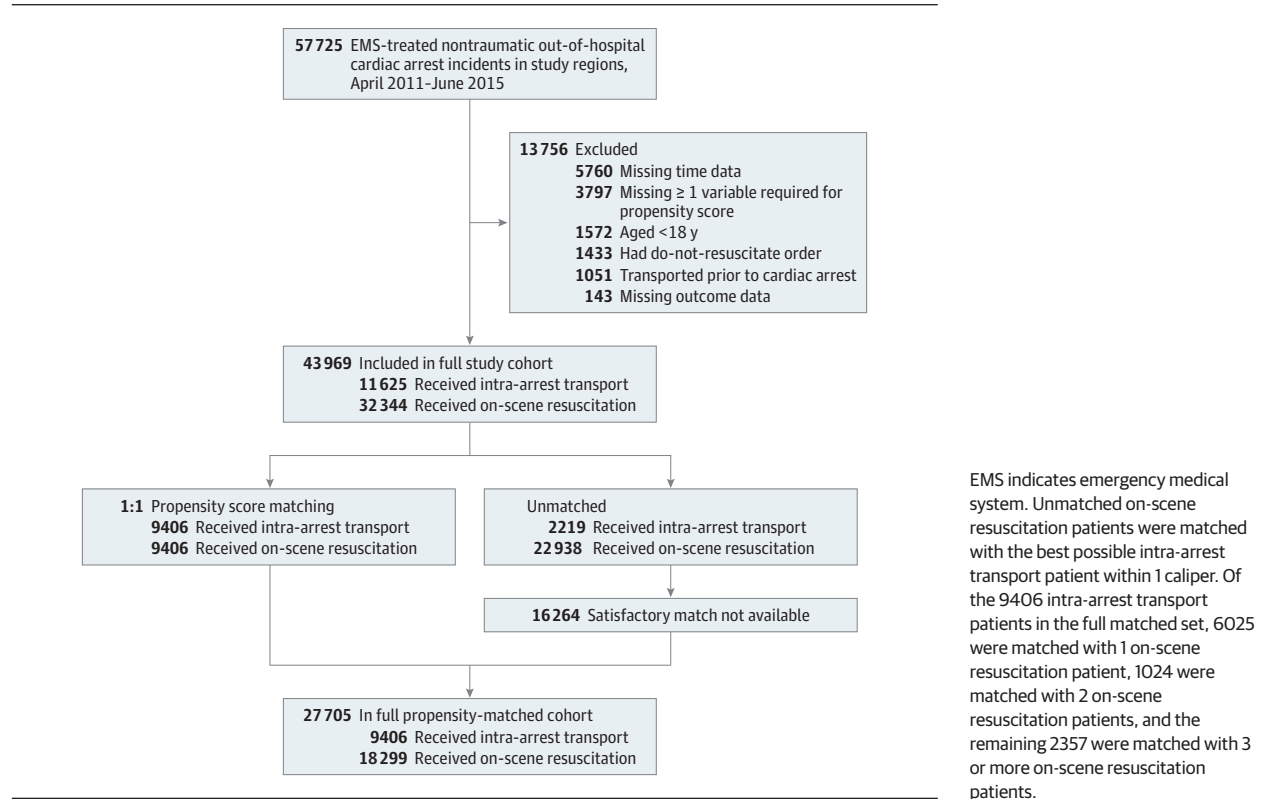 57725 EMS-treated nontraumatic out-of-hospital
cardiac arrest incidents in study regions,
April 2011–June 2015
13756 Excluded
5760 Missing time data
3797 Missing ≥ 1 variable required for
propensity score
1572 Aged <18 y
1433 Had do-not-resuscitate order
1051 Transported prior to cardiac arrest
143 Missing outcome data
43969 Included in full study cohort
11625 Received intra-arrest transport
32344 Received on-scene resuscitation
1:1 Propensity score matching
9406 Received intra-arrest transport
9406 Received on-scene resuscitation
Unmatched
2219 Received intra-arrest transport
22938 Received on-scene resuscitation
16264 Satisfactory match not available
27705 In full propensity-matched cohort
9406 Received intra-arrest transport
18299 Received on-scene resuscitation
EMS indicates emergency medical
system. Unmatched on-scene
resuscitation patients were matched
with the best possible intra-arrest
transport patient within 1 caliper. Of
the 9406 intra-arrest transport
patients in the full matched set, 6025
were matched with 1 on-scene
resuscitation patient, 1024 were
matched with 2 on-scene
resuscitation patients, and the
remaining 2357 were matched with 3
or more on-scene resuscitation
patients.